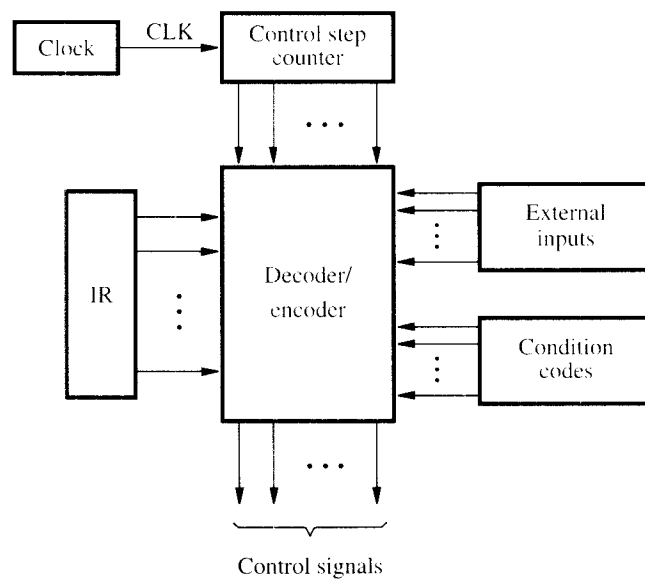 Clock
CLK
Control step
counter
IR
Decoder/
encoder
External
inputs
Condition
codes
Control signals